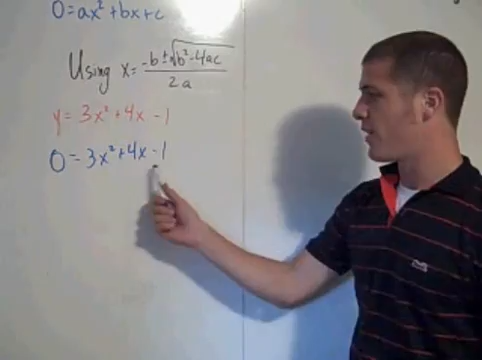 0=ax²+bx+c
Using x = -b ± √b²-4ac / 2a
y = 3x² + 4x - 1
0 = 3x² + 4x - 1